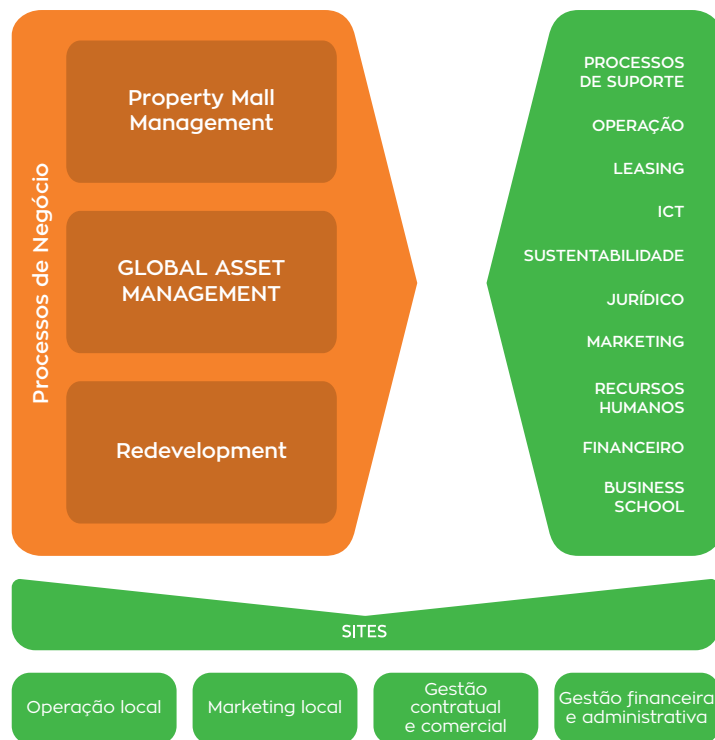 Processos de Negócio
Property Mall
Management
GLOBAL ASSET
MANAGEMENT
Redevelopment
PROCESSOS
DE SUPORTE
OPERAÇÃO
LEASING
ICT
SUSTENTABILIDADE
JURÍDICO
MARKETING
RECURSOS
HUMANOS
FINANCEIRO
BUSINESS
SCHOOL
SITES
Operação local
Marketing local
Gestão
contratual
e comercial
Gestão financeira
e administrativa